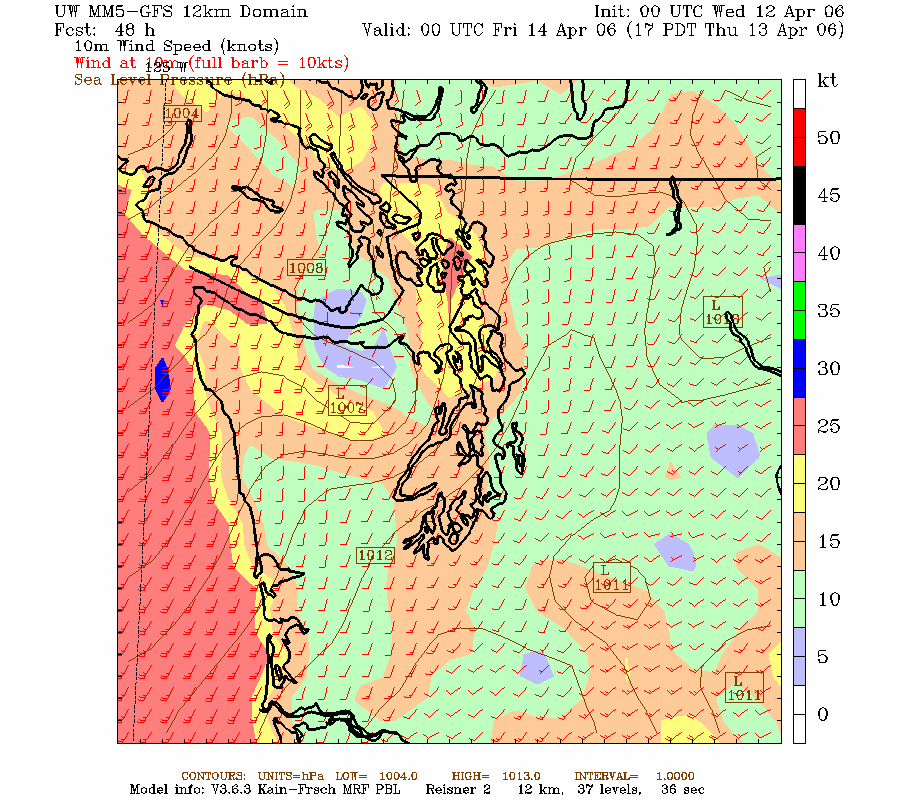 UW MM5-GFS 12km Domain Init: 00 UTC Wed 12 Apr 06
Fcst: 48 h Valid: 00 UTC Fri 14 Apr 06 (17 PDT Thu 13 Apr 06)
10m Wind Speed (knots)
Wind at 10m (full barb = 10kts)
125 W
Sea Level Pressure (hPa)
kt
1004
50
45
40
1008
35
L
1010
30
L
1007
25
20
15
1012
L
1011
10
5
L
1011
0
CONTOURS: UNITS=hPa LOW= 1004.0 HIGH= 1013.0 INTERVAL= 1.0000
Model info: V3.6.3 Kain-Frsch MRF PBL Reisner 2 12 km, 37 levels, 36 sec